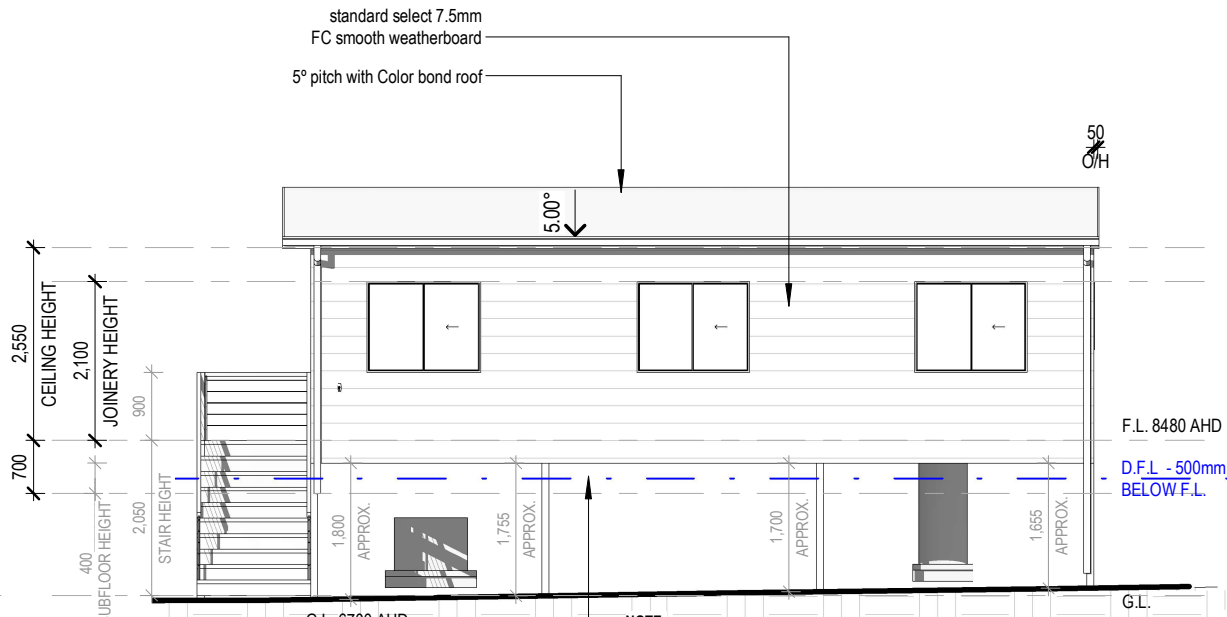 standard select 7.5mm
FC smooth weatherboard
5º pitch with Color bond roof
50
O/H
5.00°
2,550
CEILING HEIGHT
2,100
JOINERY HEIGHT
900
700
2,050
STAIR HEIGHT
400
UBFLOOR HEIGHT
1,800
APPROX.
1,755
APPROX.
1,700
APPROX.
1,655
APPROX.
F.L. 8480 AHD
D.F.L - 500mm
BELOW F.L.
G.L.